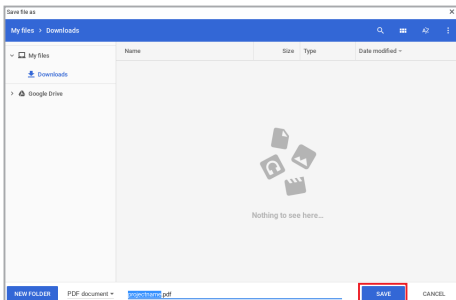 Save file as
My files > Downloads
AZ
My files
Downloads
Google Drive
Name Size Type Date modified
Nothing to see here...
NEW FOLDER PDF document projectname.pdf SAVE CANCEL